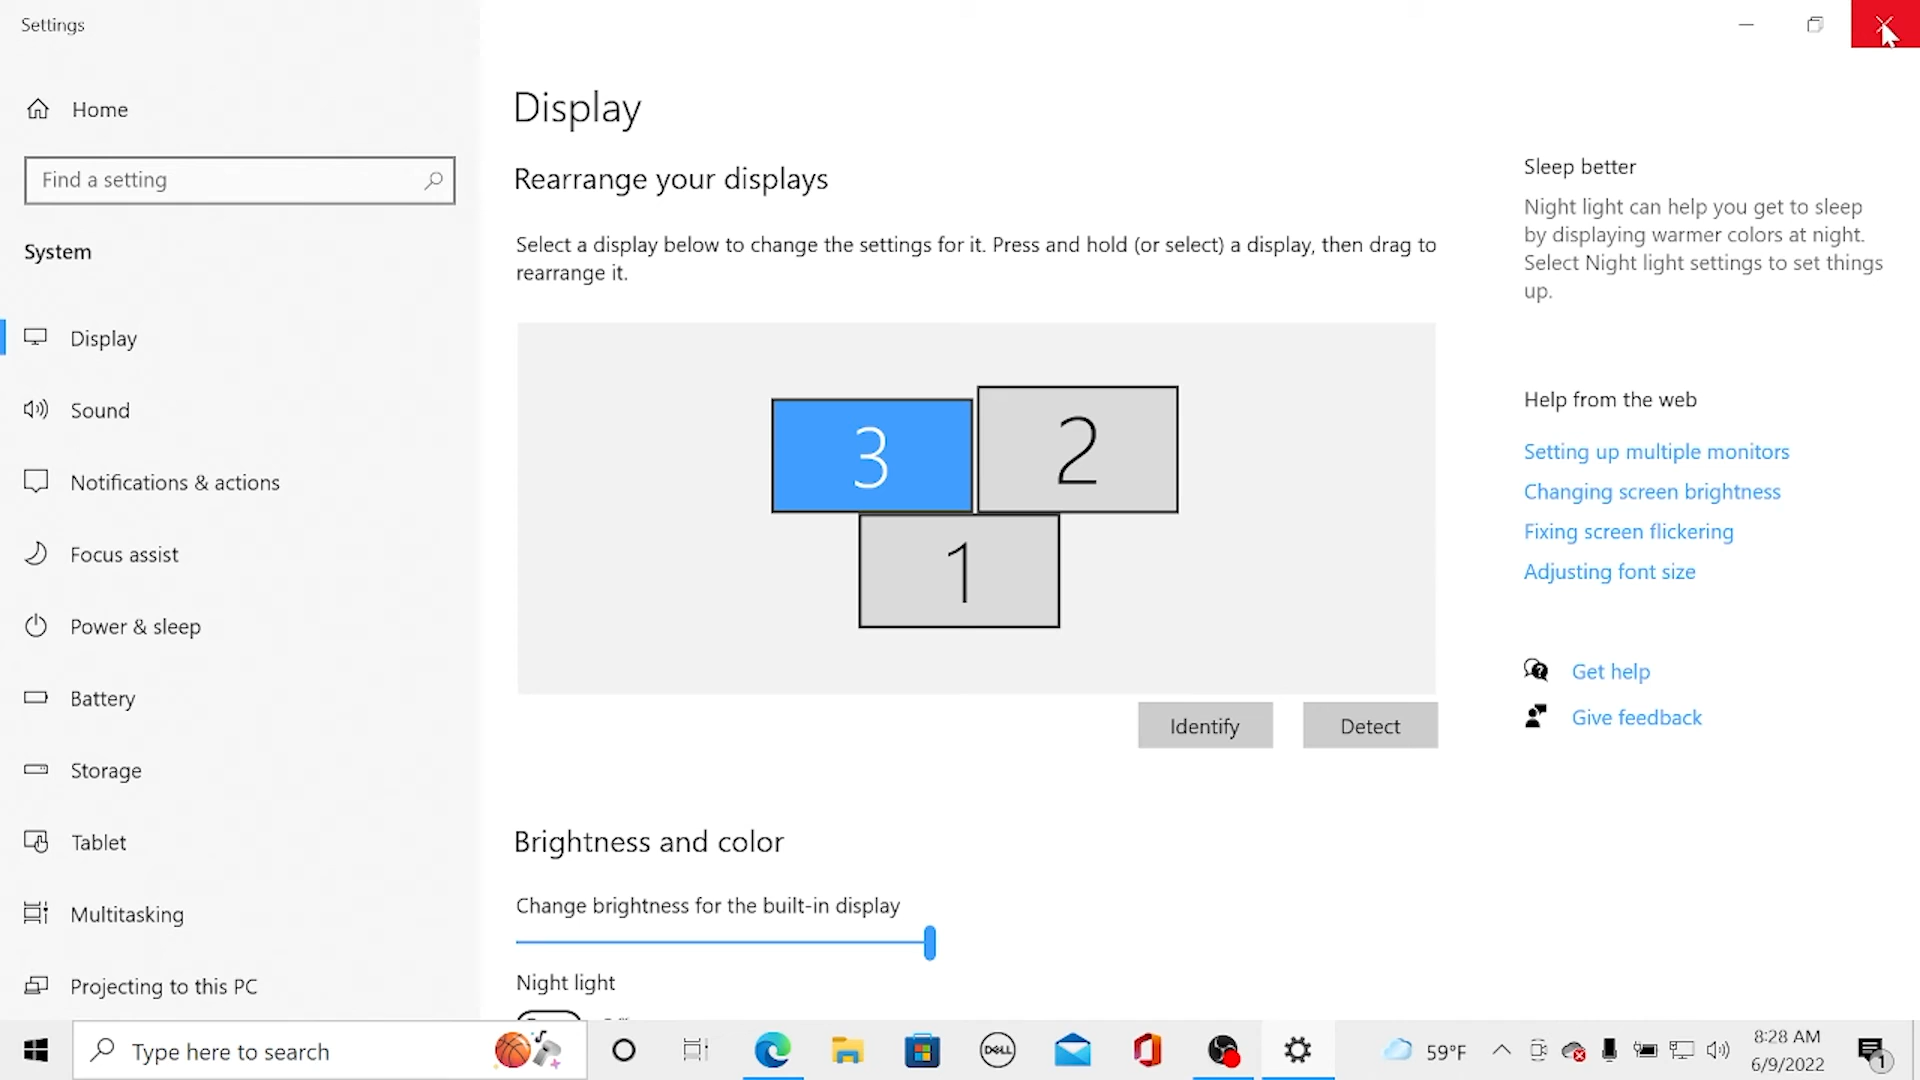 Settings
Home
Find a setting
System
Display
Sound
Notifications & actions
Focus assist
Power & sleep
Battery
Storage
Tablet
Multitasking
Projecting to this PC
Display
Rearrange your displays
Select a display below to change the settings for it. Press and hold (or select) a display, then drag to
rearrange it.
3
2
1
Identify
Detect
Brightness and color
Change brightness for the built-in display
Night light
Sleep better
Night light can help you get to sleep
by displaying warmer colors at night.
Select Night light settings to set things
up.
Help from the web
Setting up multiple monitors
Changing screen brightness
Fixing screen flickering
Adjusting font size
Get help
Give feedback
Type here to search
DELL
59°F
8:28 AM
6/9/2022
1